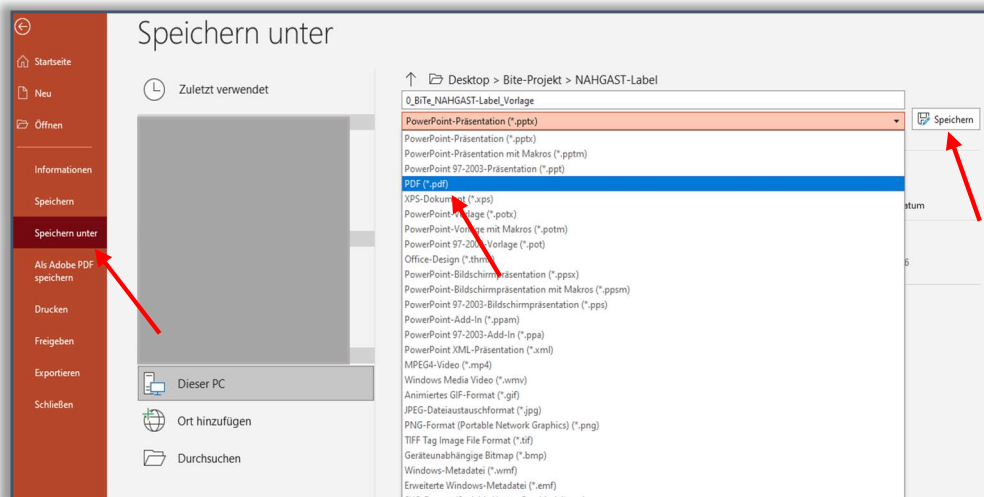 Speichern unter
Startseite
Neu
Öffnen
Informationen
Speichern
Speichern unter
Als Adobe PDF
speichern
Drucken
Freigeben
Exportieren
Schließen
Zuletzt verwendet
Dieser PC
Ort hinzufügen
Durchsuchen
Desktop > Bite-Projekt > NAHGAST-Label
0_BiTe_NAHGAST-Label_Vorlage
PowerPoint-Präsentation (*.pptx)
Speichern
PowerPoint-Präsentation (*.pptx)
PowerPoint-Präsentation mit Makros (*.pptm)
PowerPoint 97-2003-Präsentation (*.ppt)
PDF (*.pdf)
XPS-Dokument (*.xps)
PowerPoint-Vorlage (*.potx)
PowerPoint-Vorlage mit Makros (*.potm)
PowerPoint 97-2003-Vorlage (*.pot)
Office-Design (*.thmx)
PowerPoint-Bildschirmpräsentation (*.ppsx)
PowerPoint-Bildschirmpräsentation mit Makros (*.ppsm)
PowerPoint 97-2003-Bildschirmpräsentation (*.pps)
PowerPoint-Add-In (*.ppam)
PowerPoint 97-2003-Add-In (*.ppa)
PowerPoint XML-Präsentation (*.xml)
MPEG4-Video (*.mp4)
Windows Media Video (*.wmv)
Animiertes GIF-Format (*.gif)
JPEG-Dateiaustauschformat (*.jpg)
PNG-Format (Portable Network Graphics) (*.png)
TIFF Tag Image File Format (*.tif)
Geräteunabhängige Bitmap (*.bmp)
Windows-Metadatei (*.wmf)
Erweiterte Windows-Metadatei (*.emf)
atum
6